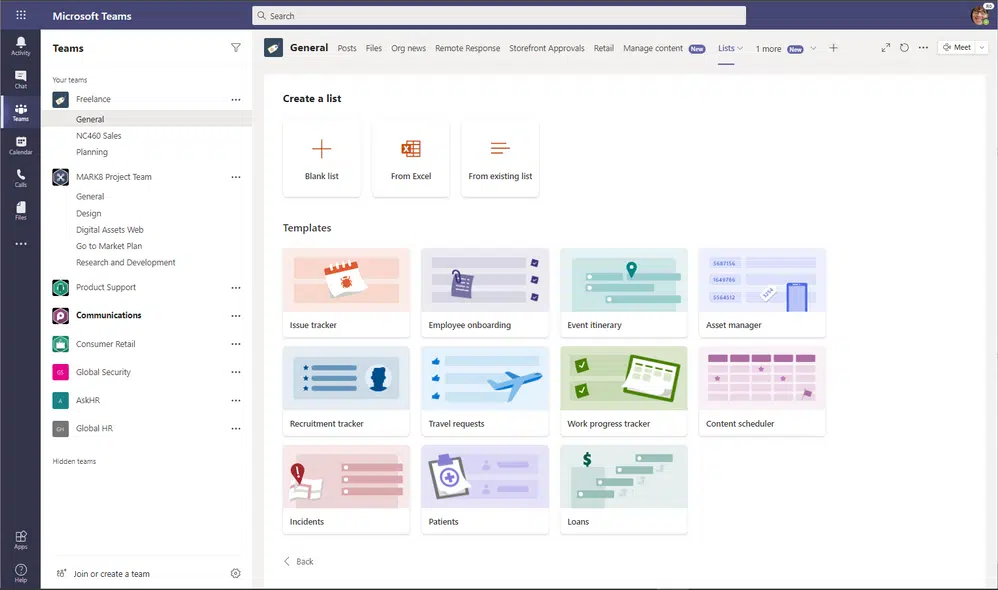 Microsoft Teams
Search
Activity
Chat
Teams
Calendar
Calls
Files
Apps
Help
Teams
Your teams
Freelance
General
NC460 Sales
Planning
MARK8 Project Team
General
Design
Digital Assets Web
Go to Market Plan
Research and Development
Product Support
Communications
Consumer Retail
GS Global Security
A AskHR
GH Global HR
Hidden teams
Join or create a team
General Posts Files Org news Remote Response Storefront Approvals Retail Manage content New Lists 1 more New Meet
Create a list
Blank list From Excel From existing list
Templates
5687156
1649786
5564512
1234
Issue tracker Employee onboarding Event itinerary Asset manager
Recruitment tracker Travel requests Work progress tracker Content scheduler
Incidents Patients Loans
Back